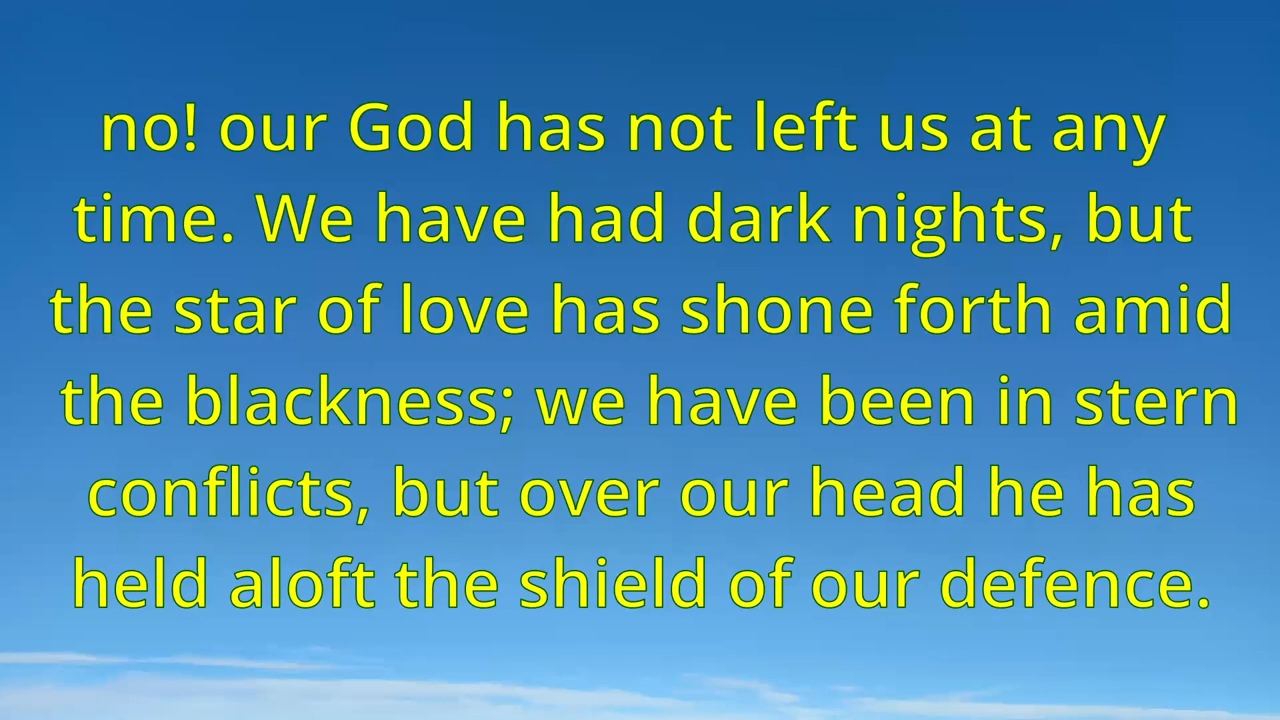 no! our God has not left us at any
time. We have had dark nights, but
the star of love has shone forth amid
the blackness; we have been in stern
conflicts, but over our head he has
held aloft the shield of our defence.